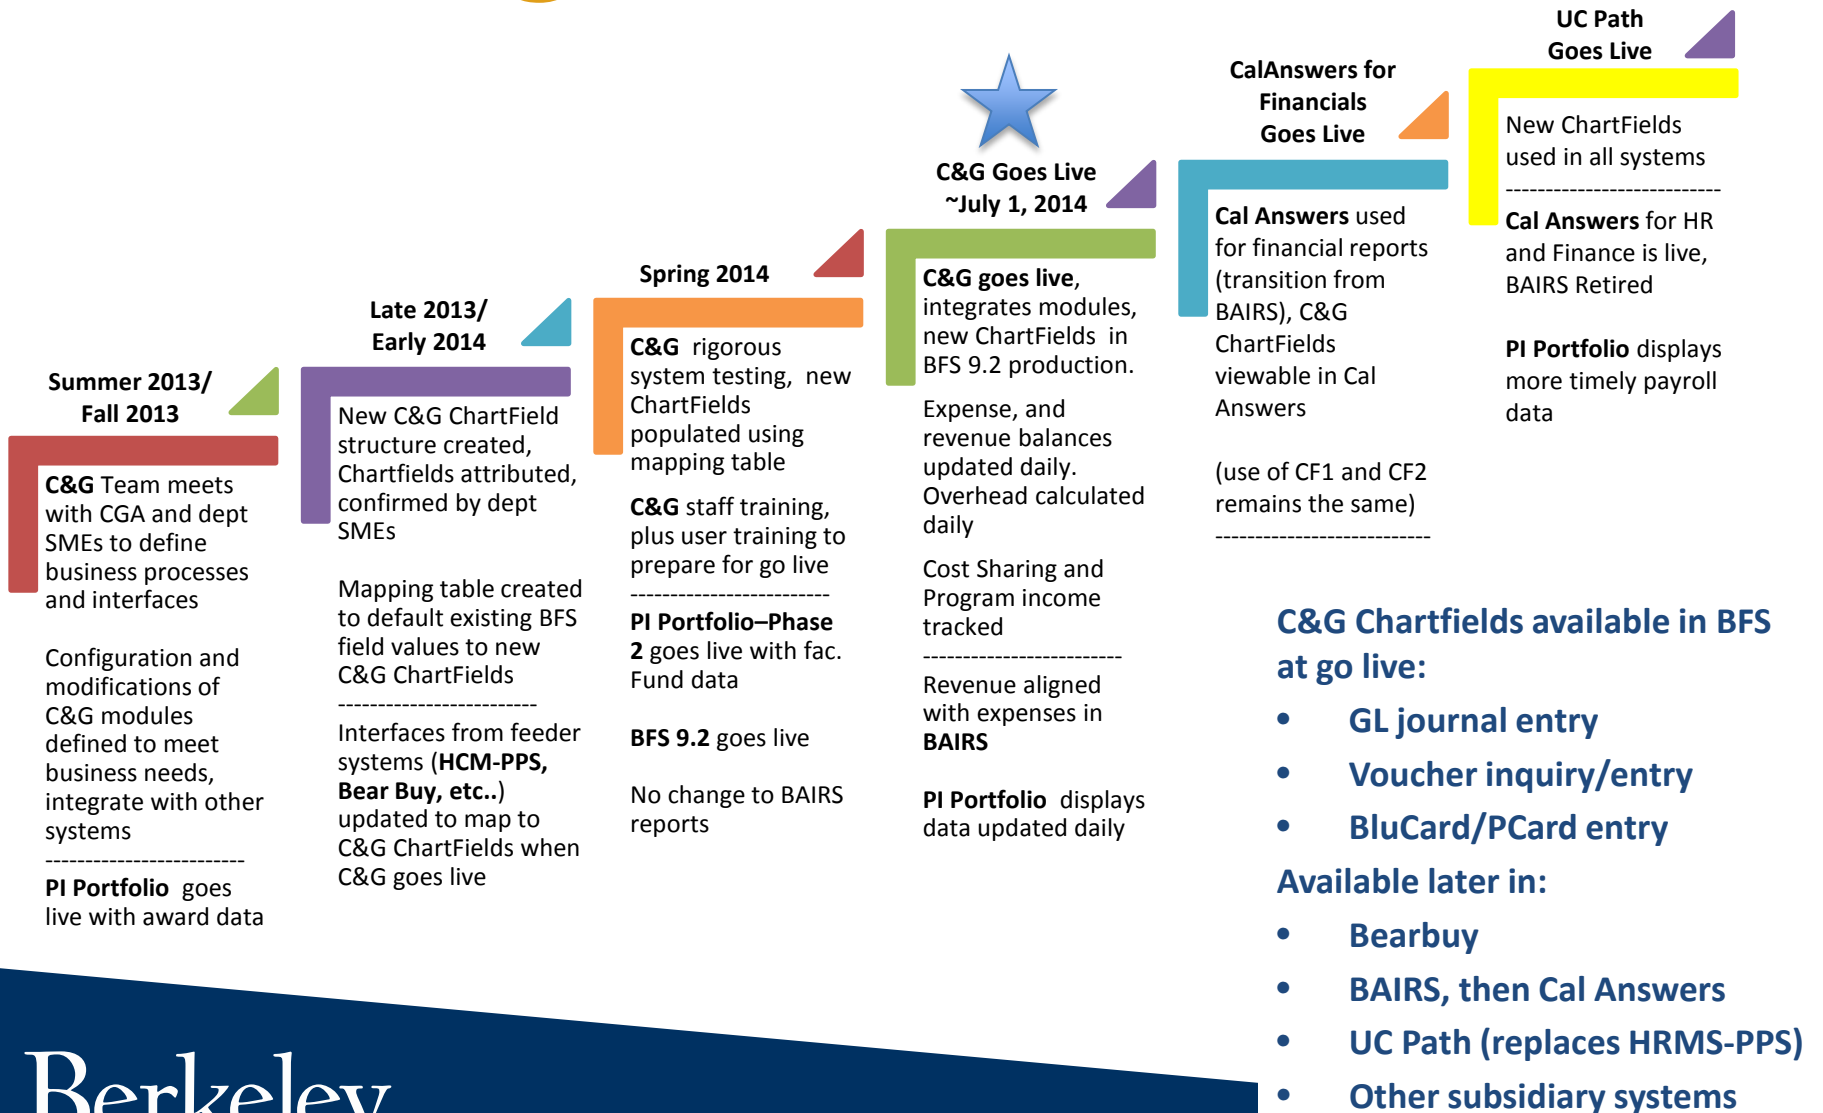 Summer 2013/
Fall 2013
C&G Team meets
with CGA and dept
SMEs to define
business processes
and interfaces
Configuration and
modifications of
C&G modules
defined to meet
business needs,
integrate with other
systems
-------------------------
PI Portfolio  goes
live with award data
Late 2013/
Early 2014
New C&G ChartField
structure created,
Chartfields attributed,
confirmed by dept
SMEs
Mapping table created
to default existing BFS
field values to new
C&G ChartFields
-------------------------
Interfaces from feeder
systems (HCM-PPS,
Bear Buy, etc..)
updated to map to
C&G ChartFields when
C&G goes live
Spring 2014
C&G  rigorous
system testing,  new
ChartFields
populated using
mapping table
C&G staff training,
plus user training to
prepare for go live
-------------------------
PI Portfolio–Phase
2 goes live with fac.
Fund data
BFS 9.2 goes live
No change to BAIRS
reports
C&G Goes Live
~July 1, 2014
C&G goes live,
integrates modules,
new ChartFields  in
BFS 9.2 production.
Expense, and
revenue balances
updated daily.
Overhead calculated
daily
Cost Sharing and
Program income
tracked
-------------------------
Revenue aligned
with expenses in
BAIRS
PI Portfolio  displays
data updated daily
CalAnswers for
Financials
Goes Live
Cal Answers used
for financial reports
(transition from
BAIRS), C&G
ChartFields
viewable in Cal
Answers
(use of CF1 and CF2
remains the same)
---------------------------
UC Path
Goes Live
New ChartFields
used in all systems
---------------------------
Cal Answers for HR
and Finance is live,
BAIRS Retired
PI Portfolio displays
more timely payroll
data
C&G Chartfields available in BFS
at go live:
• GL journal entry
• Voucher inquiry/entry
• BluCard/PCard entry
Available later in:
• Bearbuy
• BAIRS, then Cal Answers
• UC Path (replaces HRMS-PPS)
• Other subsidiary systems
Berkeley